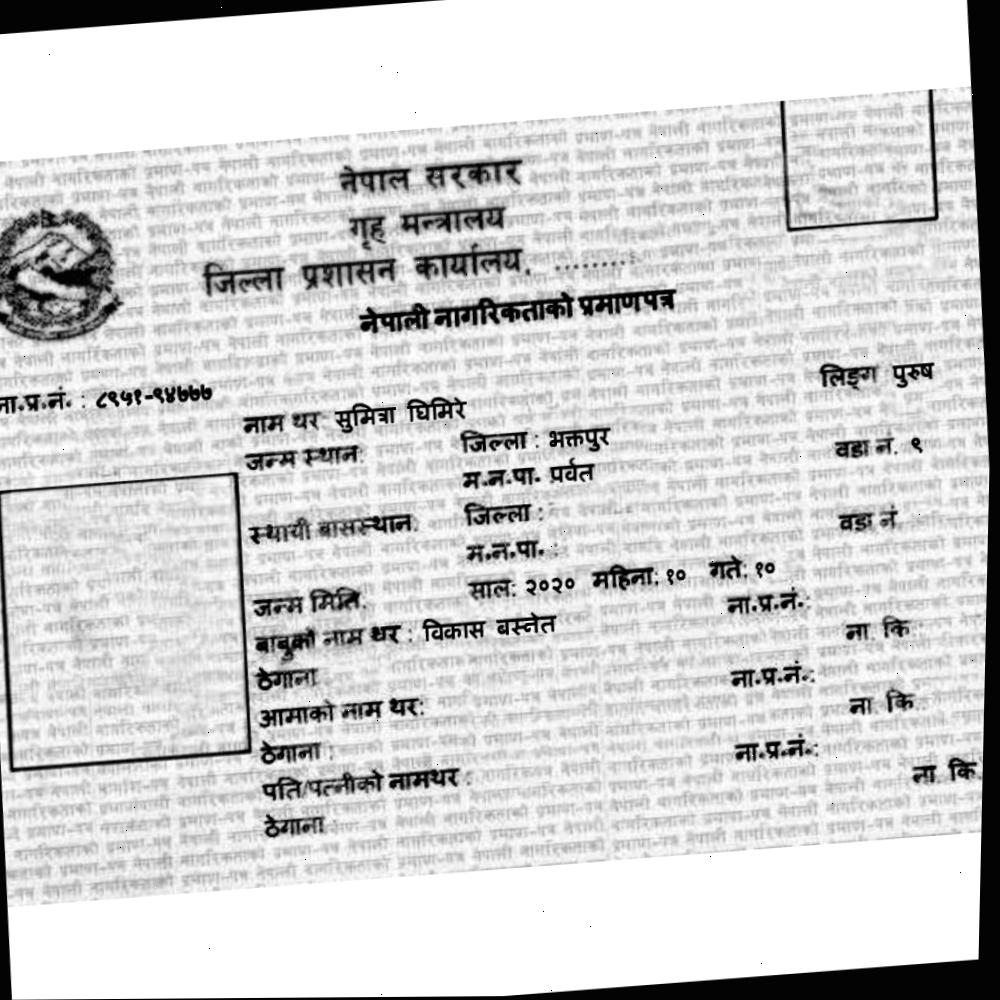 नेपाल सरकार
गृह मन्त्रालय
जिल्ला प्रशासन कार्यालय, .........
नेपाली नागरिकताको प्रमाणपत्र
ना.प्र.नं. : ८९५१-९४७७७
लिङ्ग पुरुष
नाम थर सुमित्रा घिमिरे
जन्म स्थान: जिल्ला : भक्तपुर वडा नं. ९
म.न.पा. प्रर्वत
स्थायी बासस्थान: जिल्ला : वडा नं.
म.न.पा. :
जन्म मिति: साल: २०२० महिना: १० गते: १०
बाबुको नाम थर : विकास बस्नेत ना.प्र.नं.:
ठेगाना ना. कि.
आमाको नाम थर: ना.प्र.नं.:
ठेगाना : ना. कि.
पति/पत्नीको नामथर : ना.प्र.नं.:
ठेगाना ना. कि.